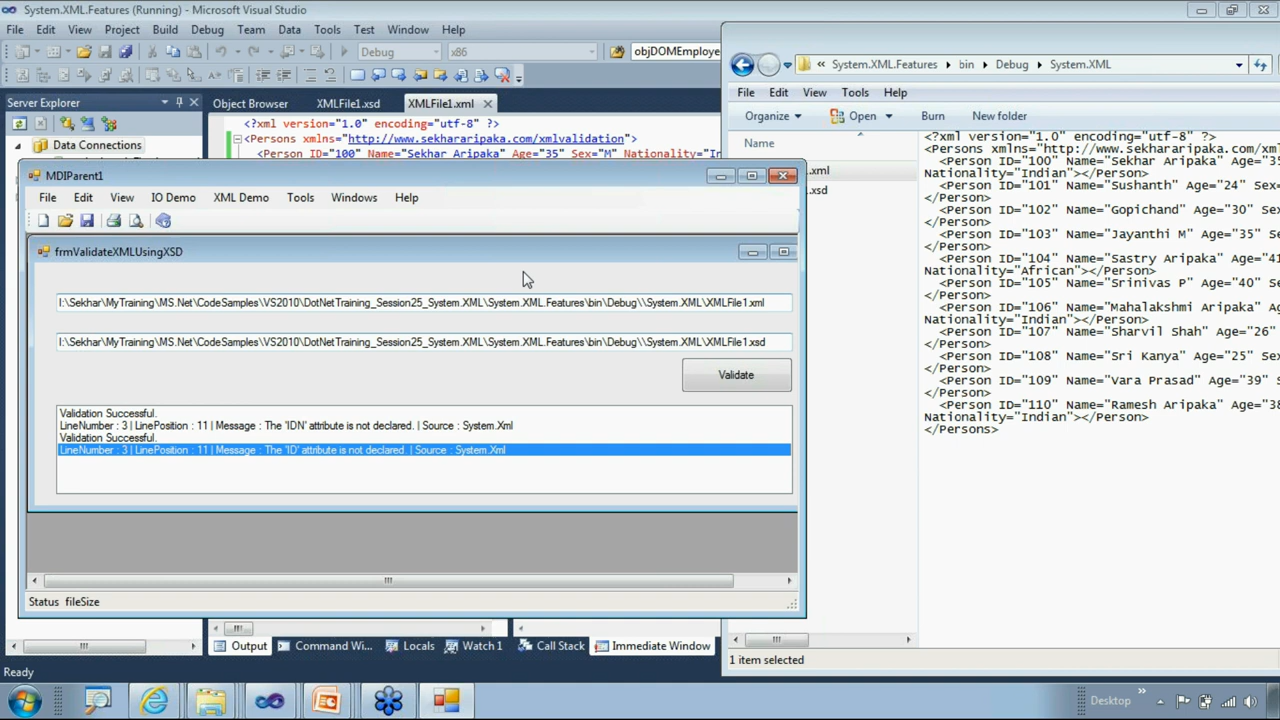 System.XML.Features (Running) - Microsoft Visual Studio
File Edit View Project Build Debug Team Data Tools Test Window Help
Debug x86 objDOMEmploye
Server Explorer
Object Browser XMLFile1.xsd XMLFile1.xml
Data Connections
<?xml version="1.0" encoding="utf-8" ?>
<Persons xmlns="http://www.sekhararipaka.com/xmlvalidation">
<Person ID="100" Name="Sekhar Aripaka" Age="35" Sex="M" Nationality="In
MDIParent1
File Edit View IO Demo XML Demo Tools Windows Help
frmValidateXMLUsingXSD
I:\Sekhar\MyTraining\MS.Net\CodeSamples\VS2010\DotNetTraining_Session25_System.XML\System.XML.Features\bin\Debug\\System.XML\XMLFile1.xml
I:\Sekhar\MyTraining\MS.Net\CodeSamples\VS2010\DotNetTraining_Session25_System.XML\System.XML.Features\bin\Debug\\System.XML\XMLFile1.xsd
Validate
Validation Successful.
LineNumber : 3 | LinePosition : 11 | Message : The 'IDN' attribute is not declared. | Source : System.Xml
Validation Successful.
LineNumber : 3 | LinePosition : 11 | Message : The 'ID' attribute is not declared. | Source : System.Xml
Status fileSize
Output Command Wi... Locals Watch 1 Call Stack Immediate Window
Ready
« System.XML.Features bin Debug System.XML
File Edit View Tools Help
Organize Open Burn New folder
Name
.xml
.xsd
<?xml version="1.0" encoding="utf-8" ?>
<Persons xmlns="http://www.sekhararipaka.com/xml
<Person ID="100" Name="Sekhar Aripaka" Age="35
Nationality="Indian"></Person>
<Person ID="101" Name="Sushanth" Age="24" Sex=
</Person>
<Person ID="102" Name="Gopichand" Age="30" Sex
</Person>
<Person ID="103" Name="Jayanthi M" Age="35" Se
</Person>
<Person ID="104" Name="Sastry Aripaka" Age="41
Nationality="African"></Person>
<Person ID="105" Name="Srinivas P" Age="40" Se
</Person>
<Person ID="106" Name="Mahalakshmi Aripaka" Ag
Nationality="Indian"></Person>
<Person ID="107" Name="Sharvil Shah" Age="26"
</Person>
<Person ID="108" Name="Sri Kanya" Age="25" Sex
</Person>
<Person ID="109" Name="Vara Prasad" Age="39" S
</Person>
<Person ID="110" Name="Ramesh Aripaka" Age="38
Nationality="Indian"></Person>
</Persons>
1 item selected
Desktop